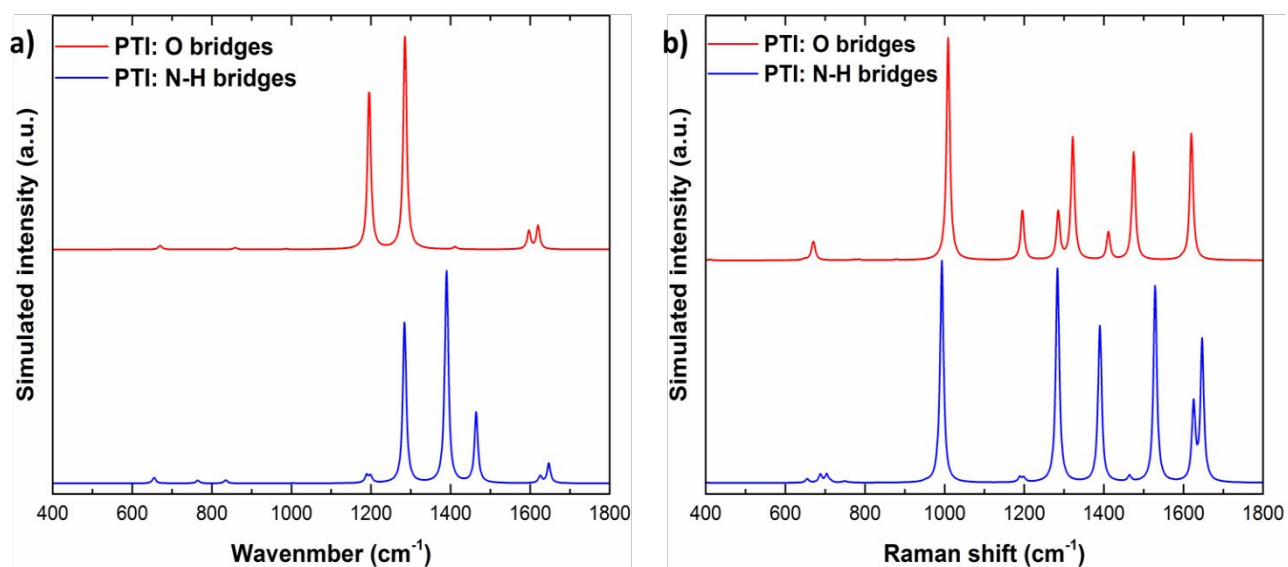 a)
PTI: O bridges
PTI: N-H bridges
Simulated intensity (a.u.)
400 600 800 1000 1200 1400 1600 1800
Wavenmber (cm⁻¹)
b)
PTI: O bridges
PTI: N-H bridges
Simulated intensity (a.u.)
400 600 800 1000 1200 1400 1600 1800
Raman shift (cm⁻¹)